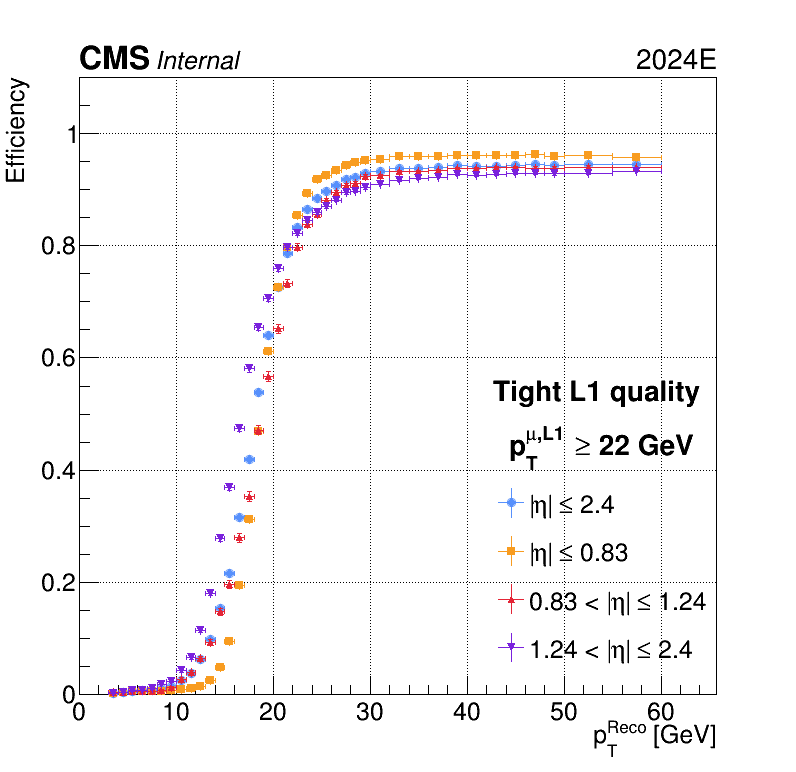 CMS Internal 2024E
Efficiency
1
0.8
0.6
0.4
0.2
0
Tight L1 quality
p_T^{μ,L1} ≥ 22 GeV
|η| ≤ 2.4
|η| ≤ 0.83
0.83 < |η| ≤ 1.24
1.24 < |η| ≤ 2.4
0 10 20 30 40 50 60
p_T^{Reco} [GeV]